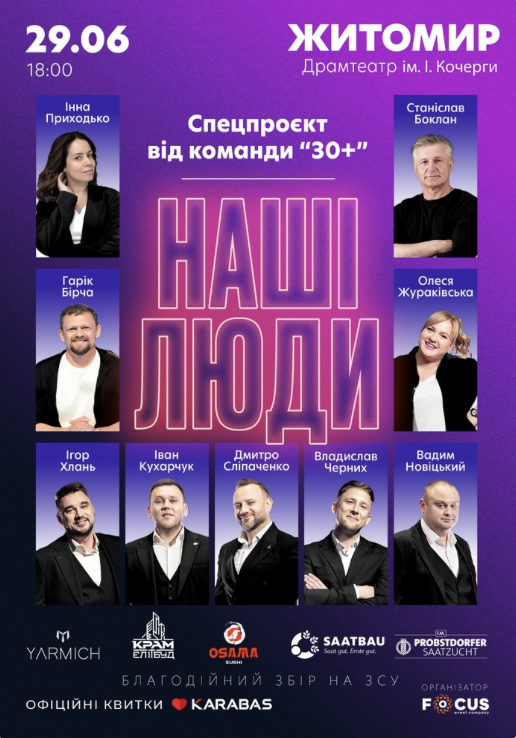 29.06
18:00
ЖИТОМИР
Драмтеатр ім. І. Кочерги
Інна
Приходько
Спецпроєкт
від команди "30+"
Станіслав
Боклан
НАШІ
ЛЮДИ
Гарік
Бірча
Олеся
Жураківська
Ігор
Хлань
Іван
Кухарчук
Дмитро
Сліпаченко
Владислав
Черних
Вадим
Новіцький
YARMICH
КРАМ
ЕЛІТБУД
OSAMA
SUSHI
SAATBAU
Saat gut, Ernte gut.
PROBSTDORFER
SAATZUCHT
БЛАГОДІЙНИЙ ЗБІР НА ЗСУ
ОФІЦІЙНІ КВИТКИ KARABAS
ОРГАНІЗАТОР
FOCUS
event company